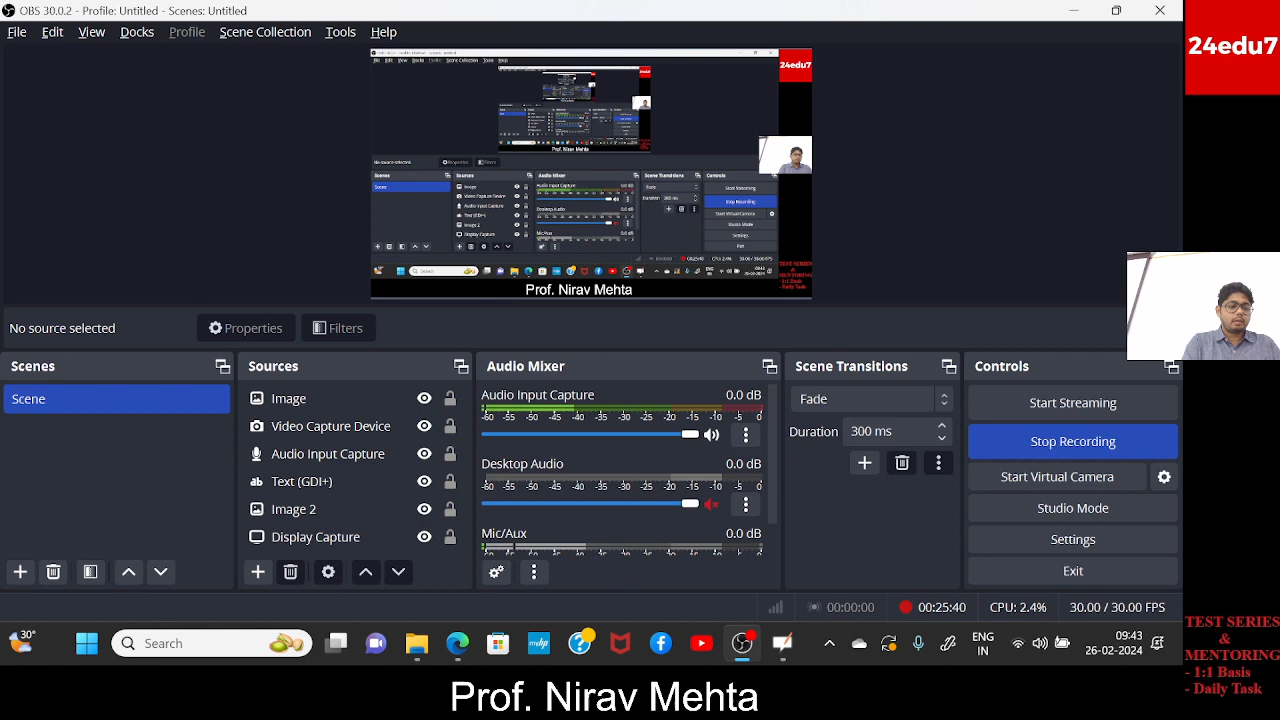 OBS 30.0.2 - Profile: Untitled - Scenes: Untitled
File Edit View Docks Profile Scene Collection Tools Help
24edu7
24edu7
Prof. Nirav Mehta
No source selected
Properties
Filters
Scenes
Sources
Audio Mixer
Scene Transitions
Controls
Scene
Image
Video Capture Device
Audio Input Capture
Text (GDI+)
Image 2
Display Capture
Audio Input Capture 0.0 dB
-60 -55 -50 -45 -40 -35 -30 -25 -20 -15 -10 -5 0
Desktop Audio 0.0 dB
-60 -55 -50 -45 -40 -35 -30 -25 -20 -15 -10 -5 0
Mic/Aux 0.0 dB
Fade
Duration 300 ms
Start Streaming
Stop Recording
Start Virtual Camera
Studio Mode
Settings
Exit
00:00:00
00:25:40
CPU: 2.4%
30.00 / 30.00 FPS
30°
Search
myhp
ENG
IN
09:43
26-02-2024
TEST SERIES
&
MENTORING
- 1:1 Basis
- Daily Task
Prof. Nirav Mehta